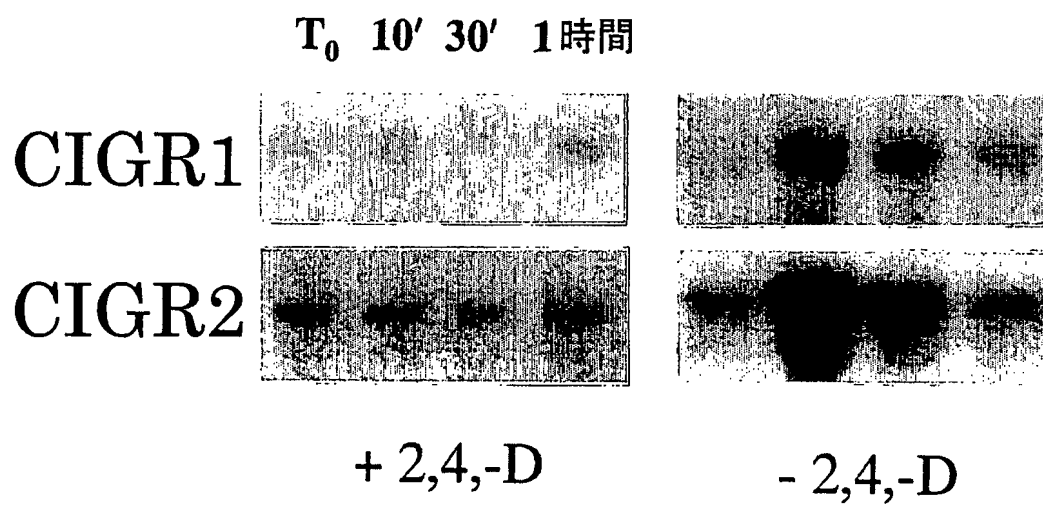 T₀ 10′ 30′ 1時間
CIGR1
CIGR2
+ 2,4,-D
- 2,4,-D